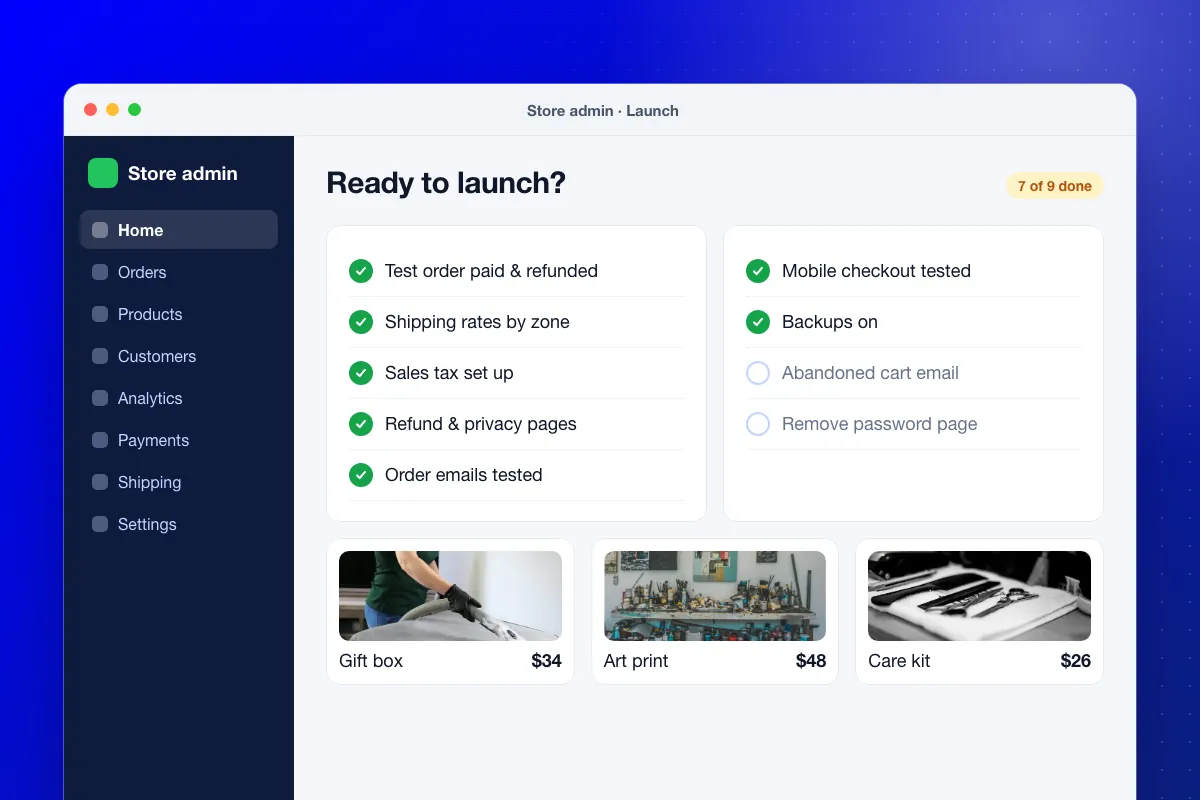 Store admin · Launch
Store admin
Home
Orders
Products
Customers
Analytics
Payments
Shipping
Settings
Ready to launch?
7 of 9 done
Test order paid & refunded
Shipping rates by zone
Sales tax set up
Refund & privacy pages
Order emails tested
Mobile checkout tested
Backups on
Abandoned cart email
Remove password page
Gift box $34
Art print $48
Care kit $26